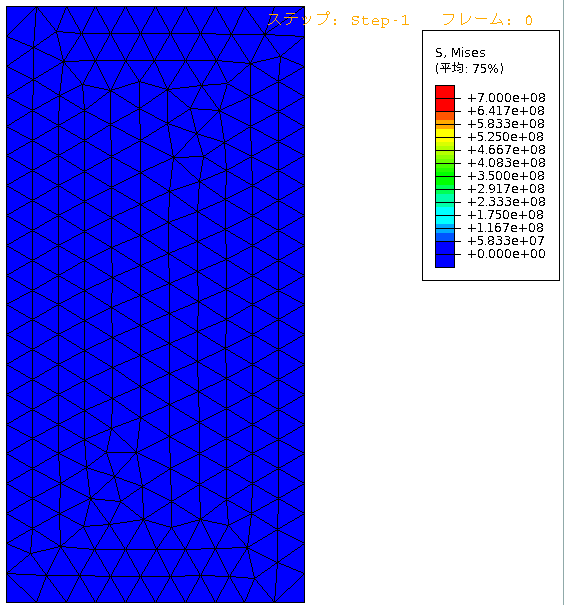 ステップ: Step-1 フレーム: 0
S, Mises
(平均: 75%)
+7.000e+08
+6.417e+08
+5.833e+08
+5.250e+08
+4.667e+08
+4.083e+08
+3.500e+08
+2.917e+08
+2.333e+08
+1.750e+08
+1.167e+08
+5.833e+07
+0.000e+00